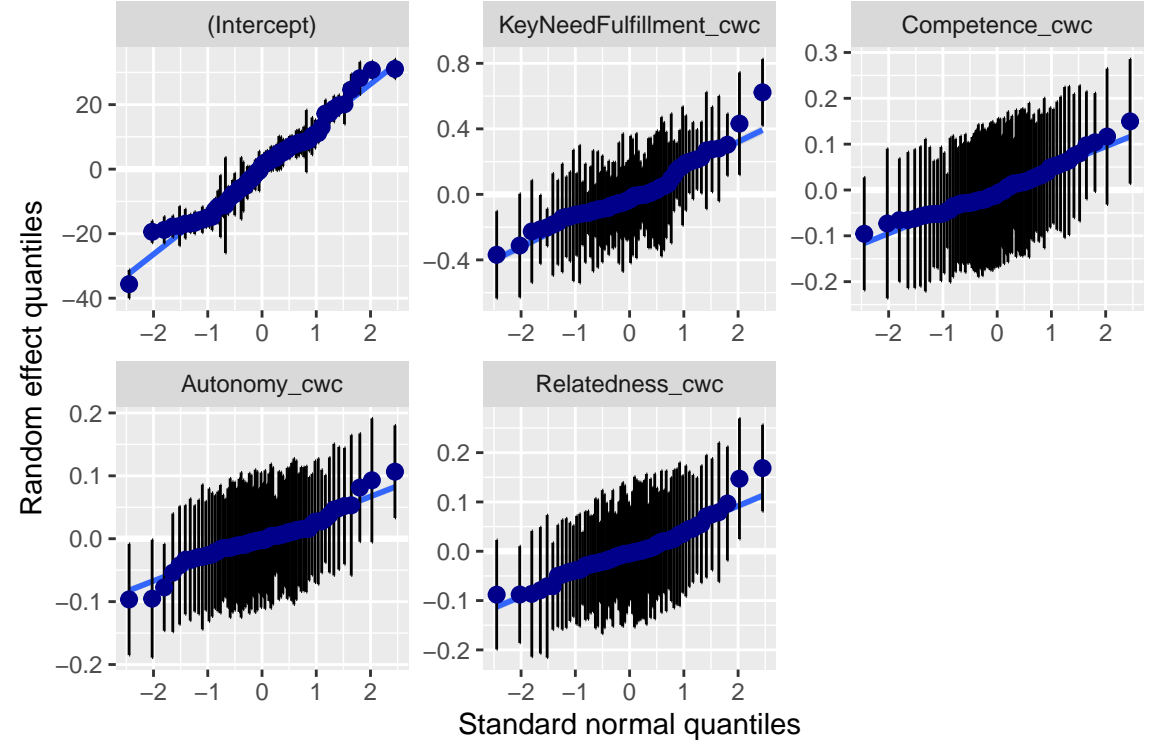 (Intercept)
KeyNeedFulfillment_cwc
Competence_cwc
20
0
−20
−40
0.8
0.4
0.0
−0.4
0.3
0.2
0.1
0.0
−0.1
−0.2
−2 −1 0 1 2
−2 −1 0 1 2
−2 −1 0 1 2
Autonomy_cwc
Relatedness_cwc
0.2
0.1
0.0
−0.1
−0.2
0.2
0.1
0.0
−0.1
−0.2
−2 −1 0 1 2
−2 −1 0 1 2
Random effect quantiles
Standard normal quantiles